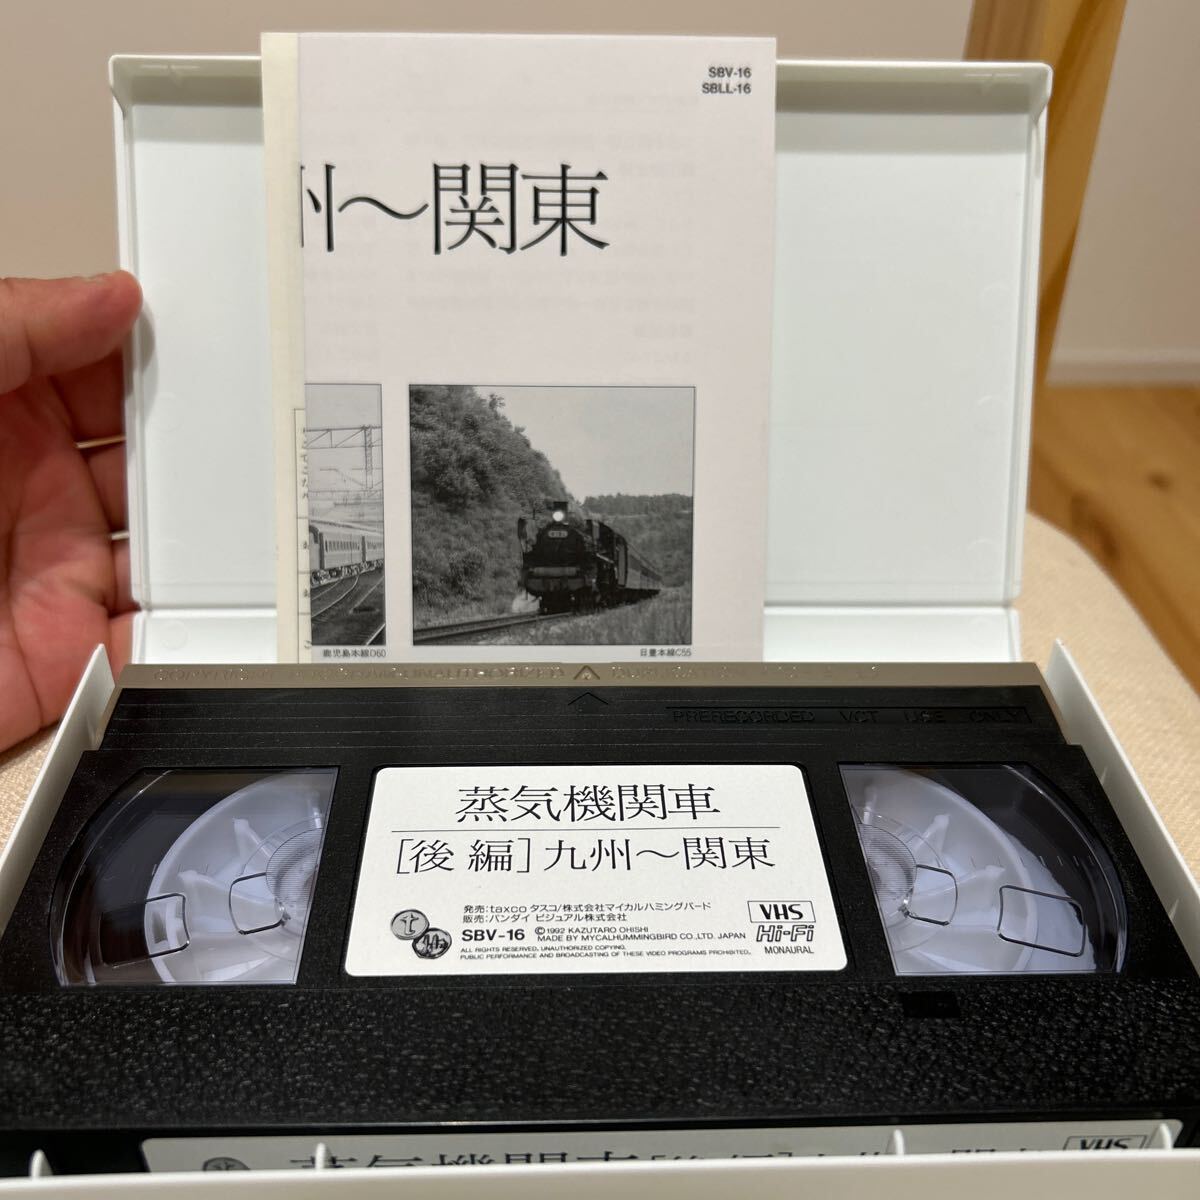 SBV-16
SBLL-16
州～関東
鹿児島本線D60
日豊本線C55
UNAUTHORIZED DUPLICATION
PRERECORDED VCT USE ONLY
蒸気機関車
[後編]九州～関東
発売:taxco タスコ/株式会社マイカルハミングバード
販売:バンダイ ビジュアル株式会社
SBV-16 ©1992 KAZUTARO OHISHI
MADE BY MYCALHUMMINGBIRD CO.,LTD. JAPAN
ALL RIGHTS RESERVED. UNAUTHORIZED COPYING.
PUBLIC PERFORMANCE AND BROADCASTING OF THESE VIDEO PROGRAMS PROHIBITED.
VHS
Hi-Fi
MONAURAL
VHS